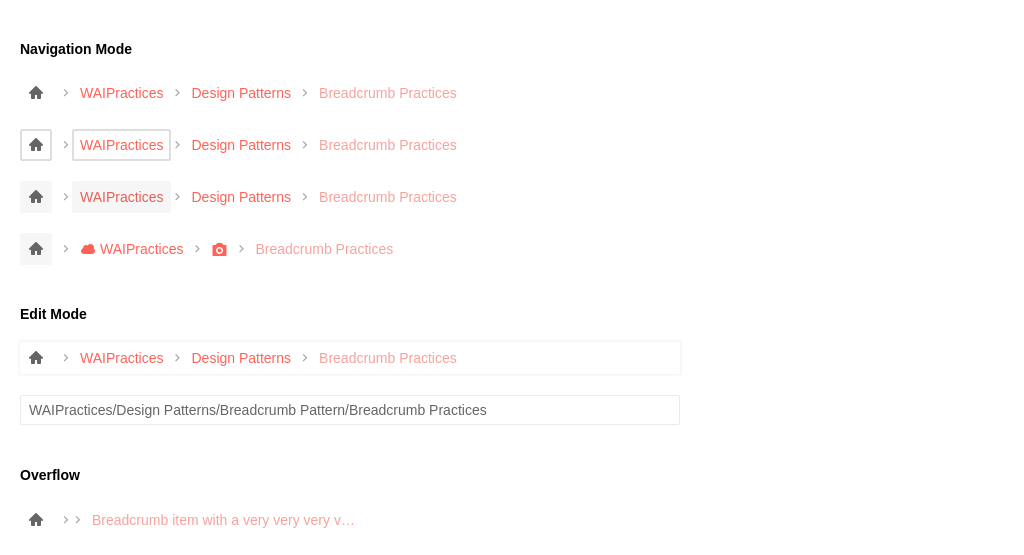 Navigation Mode
WAIPractices Design Patterns Breadcrumb Practices
WAIPractices Design Patterns Breadcrumb Practices
WAIPractices Design Patterns Breadcrumb Practices
WAIPractices Breadcrumb Practices
Edit Mode
WAIPractices Design Patterns Breadcrumb Practices
WAIPractices/Design Patterns/Breadcrumb Pattern/Breadcrumb Practices
Overflow
Breadcrumb item with a very very very v…